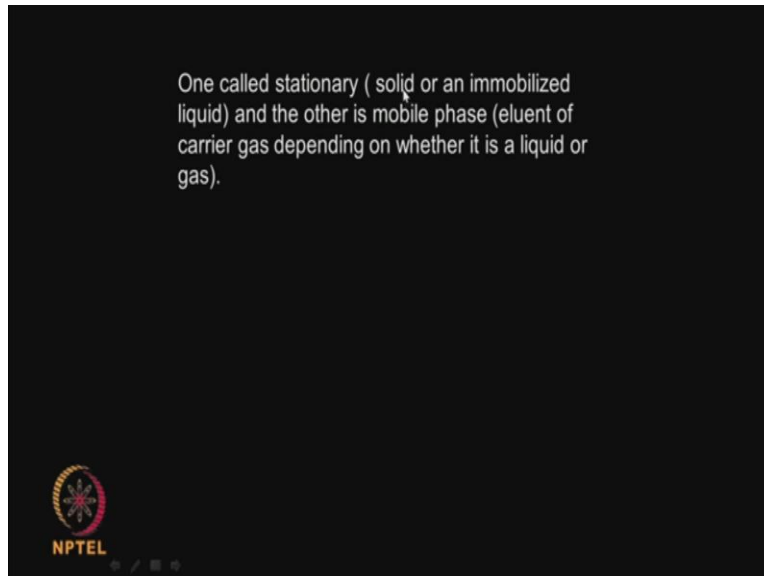 One called stationary ( solid or an immobilized
liquid) and the other is mobile phase (eluent of
carrier gas depending on whether it is a liquid or
gas).
NPTEL